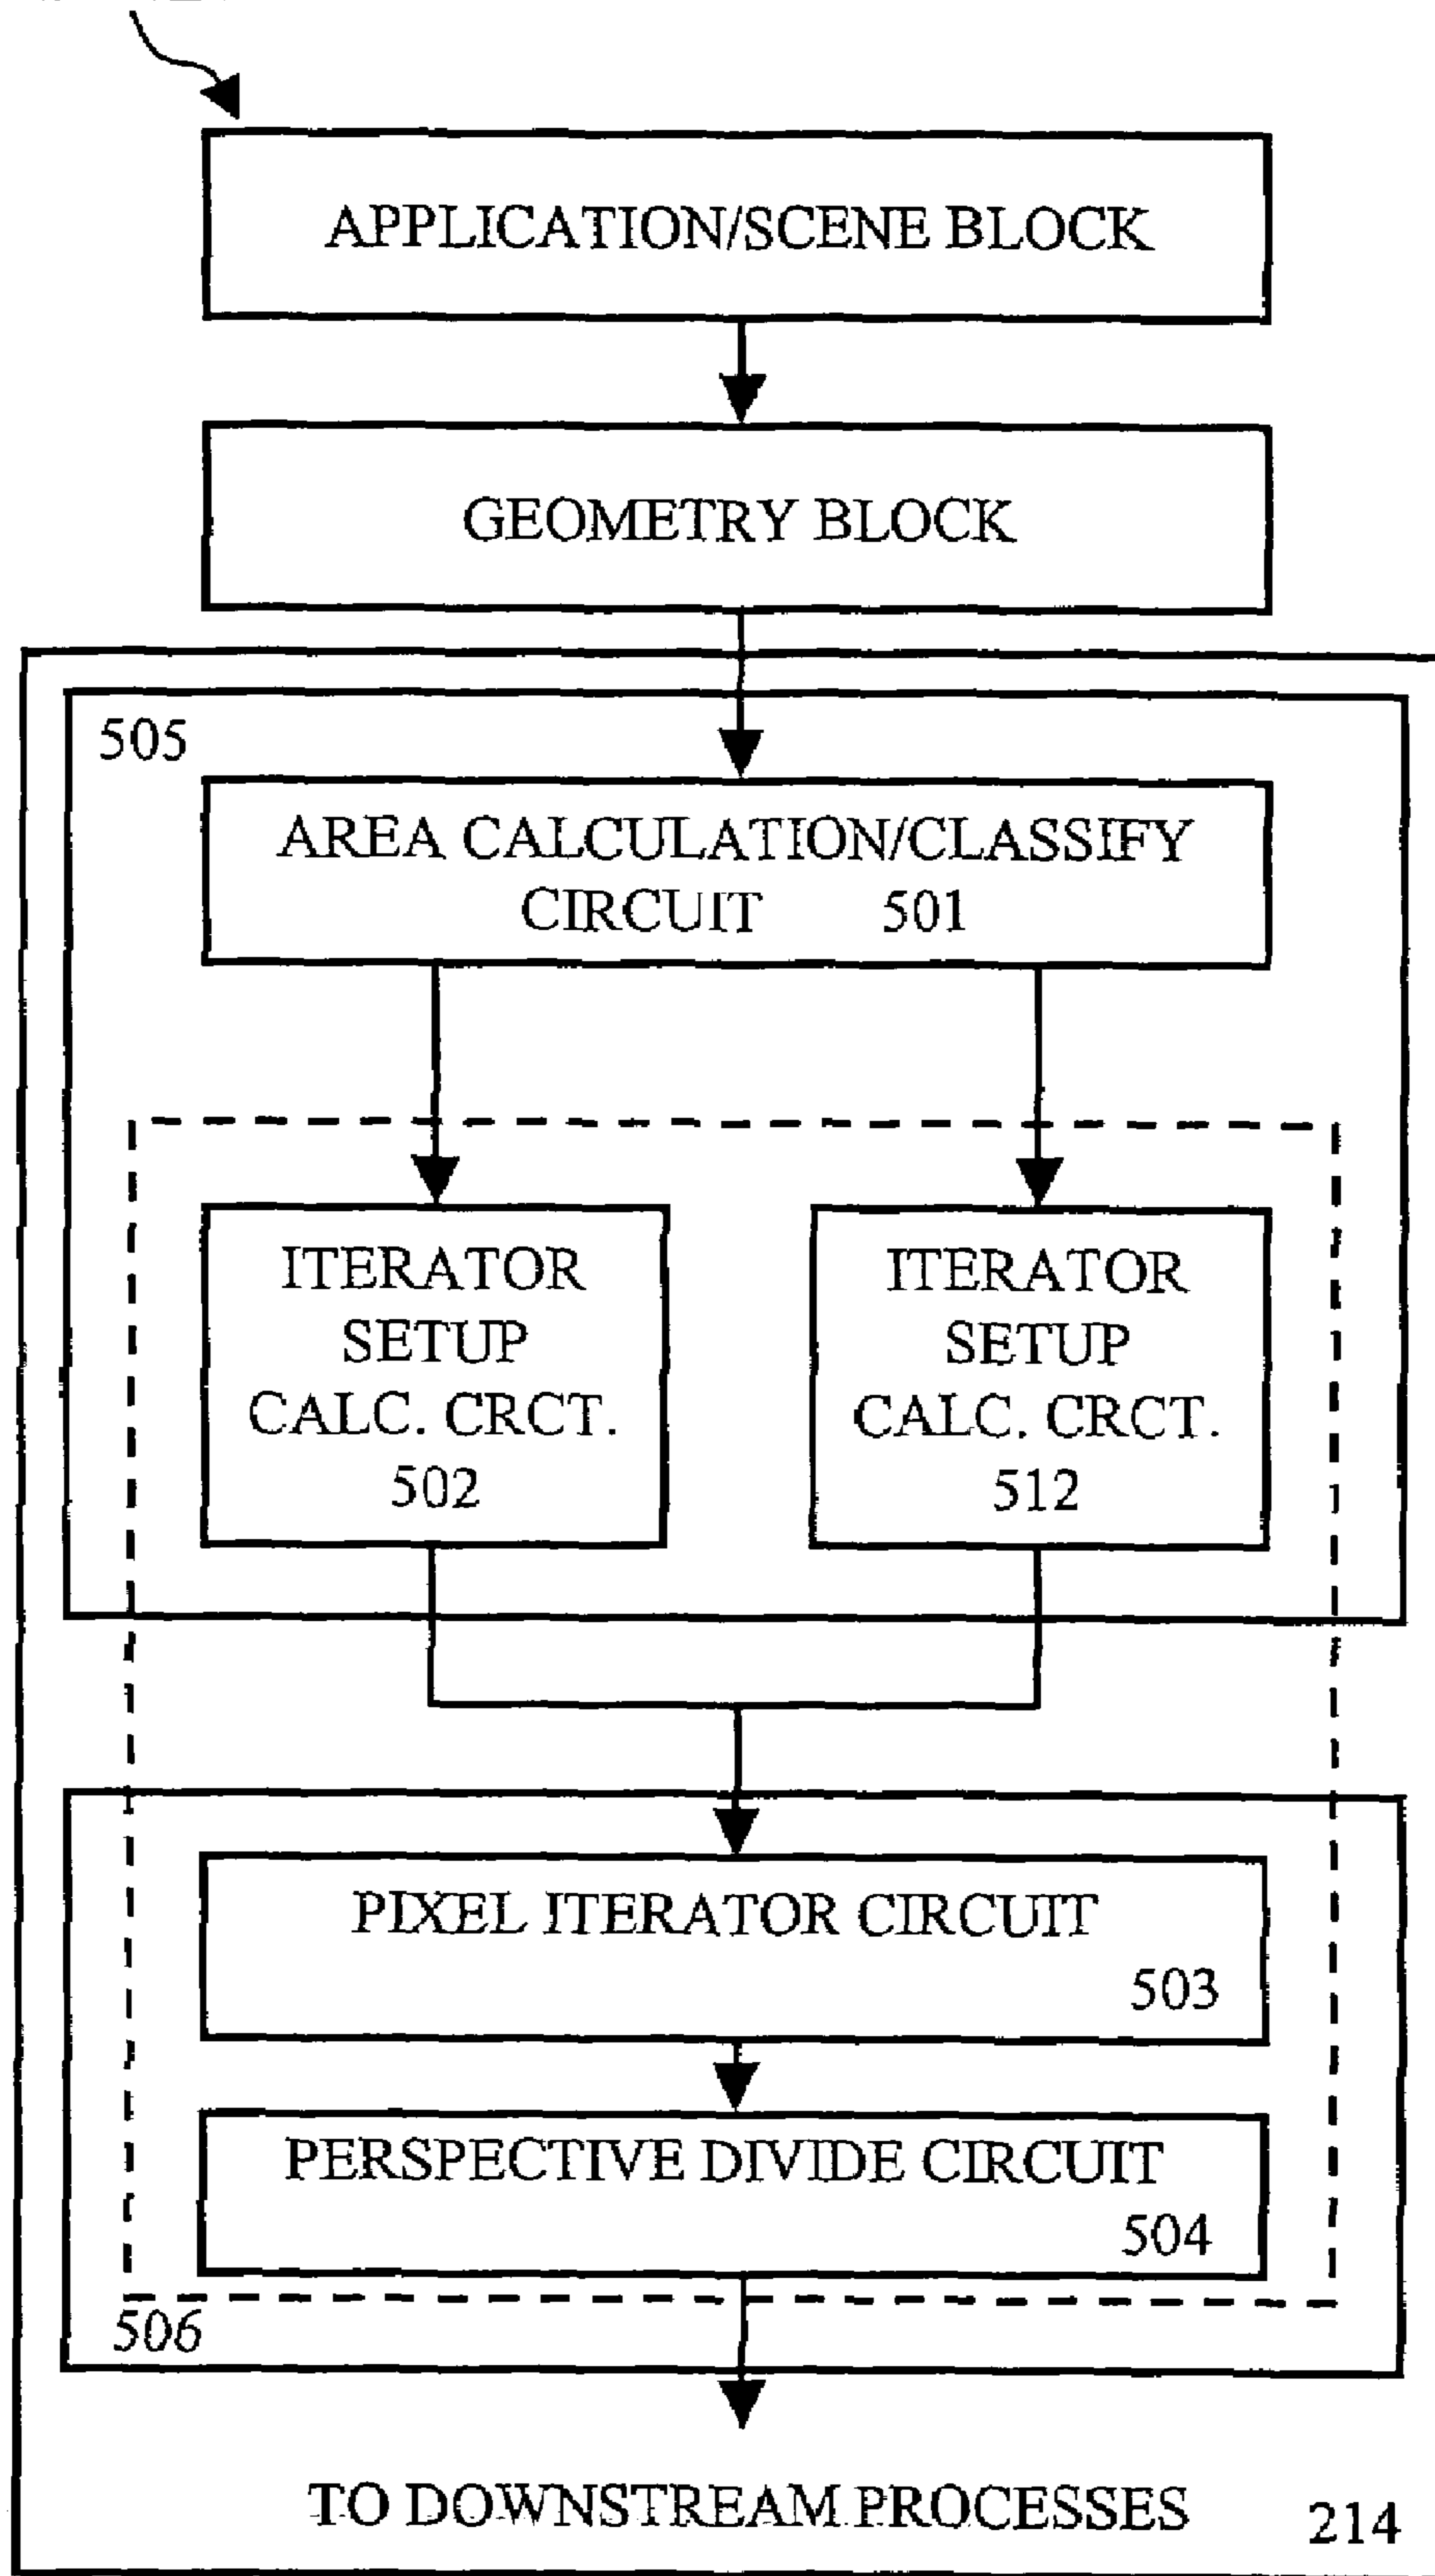 APPLICATION/SCENE BLOCK
GEOMETRY BLOCK
505
AREA CALCULATION/CLASSIFY
CIRCUIT 501
ITERATOR
SETUP
CALC. CRCT.
502
ITERATOR
SETUP
CALC. CRCT.
512
PIXEL ITERATOR CIRCUIT
503
PERSPECTIVE DIVIDE CIRCUIT
504
506
TO DOWNSTREAM PROCESSES 214